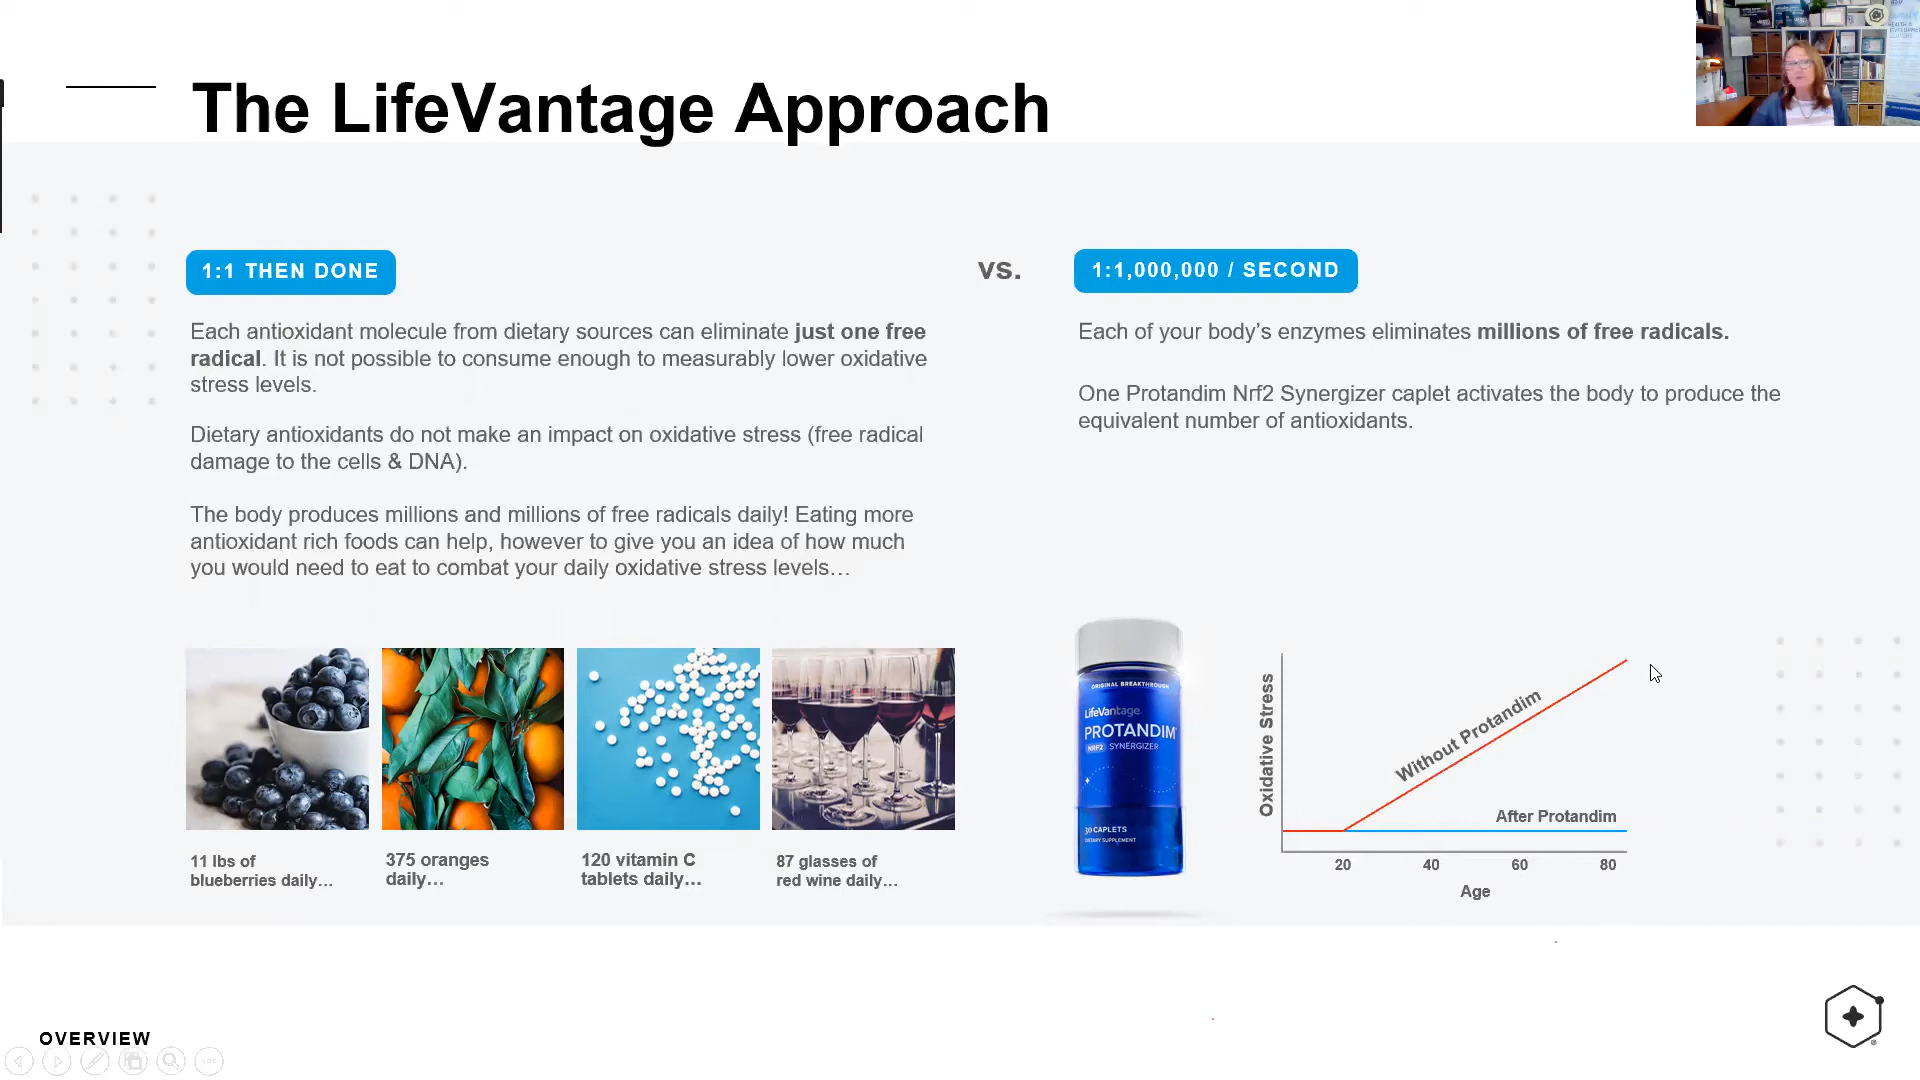 The LifeVantage Approach
1:1 THEN DONE
Each antioxidant molecule from dietary sources can eliminate just one free
radical. It is not possible to consume enough to measurably lower oxidative
stress levels.
Dietary antioxidants do not make an impact on oxidative stress (free radical
damage to the cells & DNA).
The body produces millions and millions of free radicals daily! Eating more
antioxidant rich foods can help, however to give you an idea of how much
you would need to eat to combat your daily oxidative stress levels…
11 lbs of
blueberries daily…
375 oranges
daily…
120 vitamin C
tablets daily…
87 glasses of
red wine daily…
vs.
1:1,000,000 / SECOND
Each of your body’s enzymes eliminates millions of free radicals.
One Protandim Nrf2 Synergizer caplet activates the body to produce the
equivalent number of antioxidants.
ORIGINAL BREAKTHROUGH
LifeVantage
PROTANDIM
NRF2 SYNERGIZER
30 CAPLETS
DIETARY SUPPLEMENT
Oxidative Stress
Without Protandim
After Protandim
20 40 60 80
Age
OVERVIEW